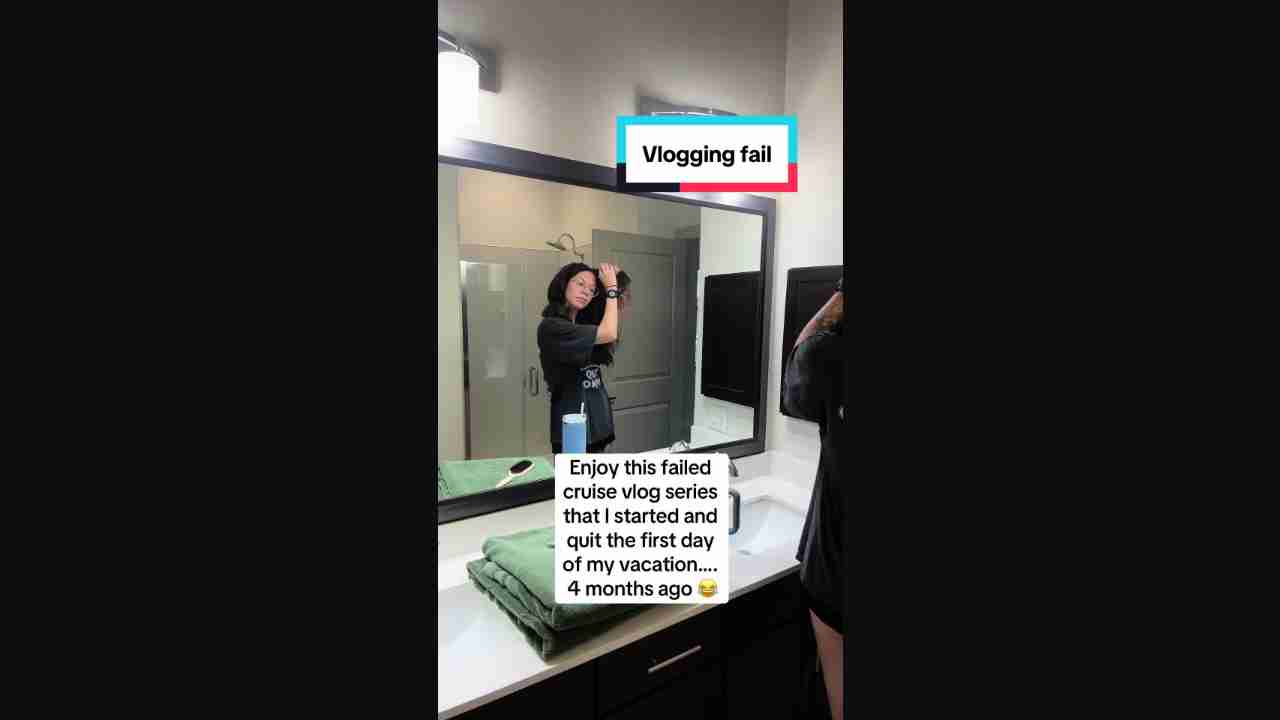 Vlogging fail
Enjoy this failed
cruise vlog series
that I started and
quit the first day
of my vacation....
4 months ago 😂